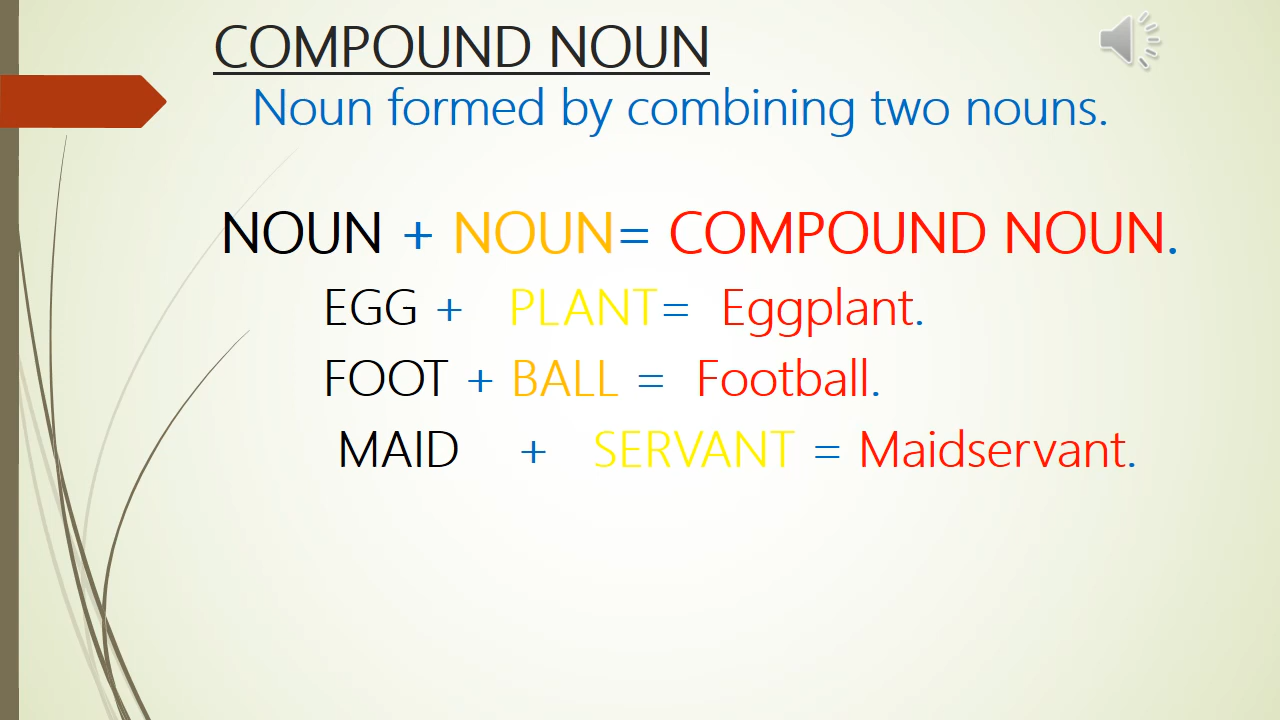 COMPOUND NOUN
Noun formed by combining two nouns.
NOUN + NOUN= COMPOUND NOUN.
EGG + PLANT= Eggplant.
FOOT + BALL = Football.
MAID + SERVANT = Maidservant.